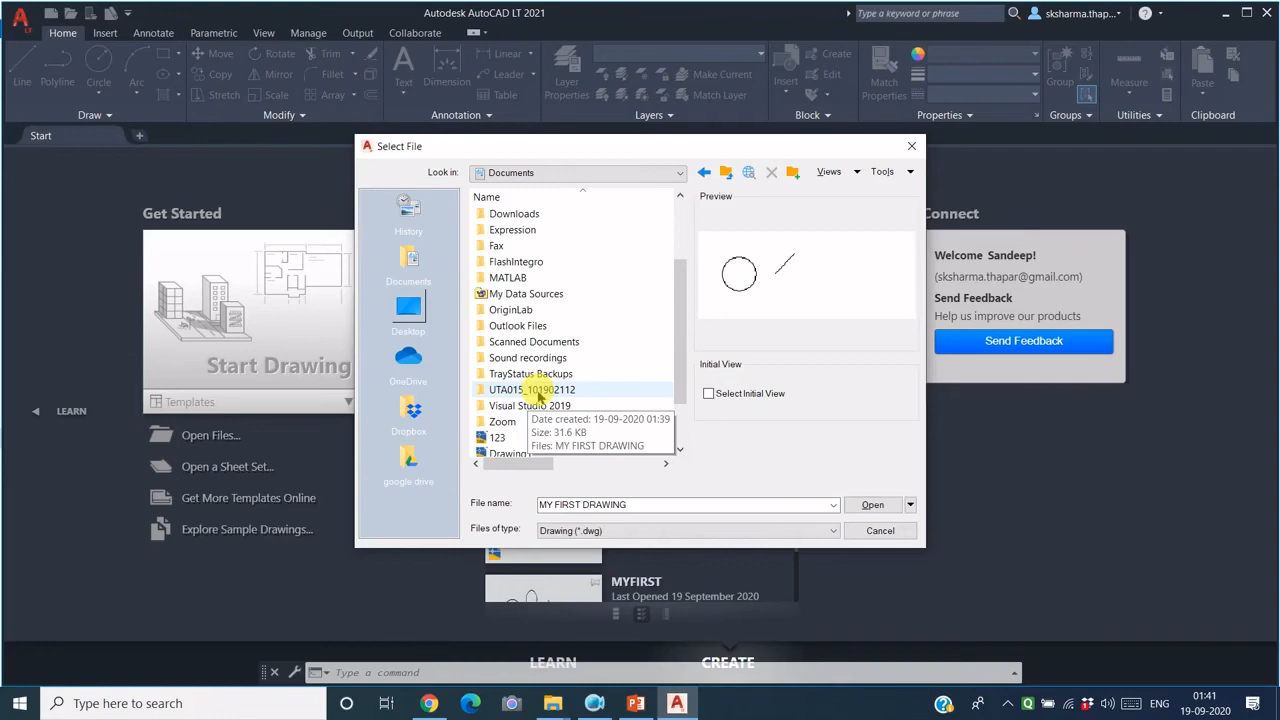 Autodesk AutoCAD LT 2021
Type a keyword or phrase
sksharma.thapar...
Home Insert Annotate Parametric View Manage Output Collaborate
Line Polyline Circle Arc
Move Rotate Trim
Copy Mirror Fillet
Stretch Scale Array
Text Dimension
Linear
Leader
Table
Layer Properties
Make Current
Match Layer
Insert
Create
Edit
Match Properties
Group
Measure
Paste
Draw Modify Annotation Layers Block Properties Groups Utilities Clipboard
Start
Select File
Look in: Documents Views Tools
Name
Downloads
Expression
Fax
FlashIntegro
MATLAB
My Data Sources
OriginLab
Outlook Files
Scanned Documents
Sound recordings
TrayStatus Backups
UTA015_101902112
Visual Studio 2019
Zoom
123
Drawing1
Date created: 19-09-2020 01:39
Size: 31.6 KB
Files: MY FIRST DRAWING
History
Documents
Desktop
OneDrive
Dropbox
google drive
Preview
Initial View
Select Initial View
File name: MY FIRST DRAWING Open
Files of type: Drawing (*.dwg) Cancel
Get Started
Start Drawing
Templates
LEARN
Open Files...
Open a Sheet Set...
Get More Templates Online
Explore Sample Drawings...
Connect
Welcome Sandeep!
(sksharma.thapar@gmail.com)
Send Feedback
Help us improve our products
Send Feedback
MYFIRST
Last Opened 19 September 2020
LEARN CREATE
Type a command
Type here to search
ENG
01:41
19-09-2020